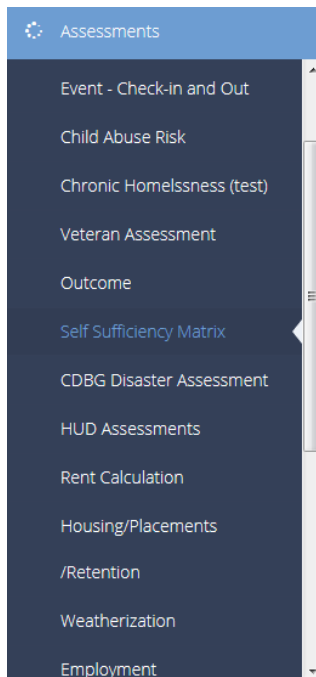 Assessments
Event - Check-in and Out
Child Abuse Risk
Chronic Homelssness (test)
Veteran Assessment
Outcome
Self Sufficiency Matrix
CDBG Disaster Assessment
HUD Assessments
Rent Calculation
Housing/Placements
/Retention
Weatherization
Employment